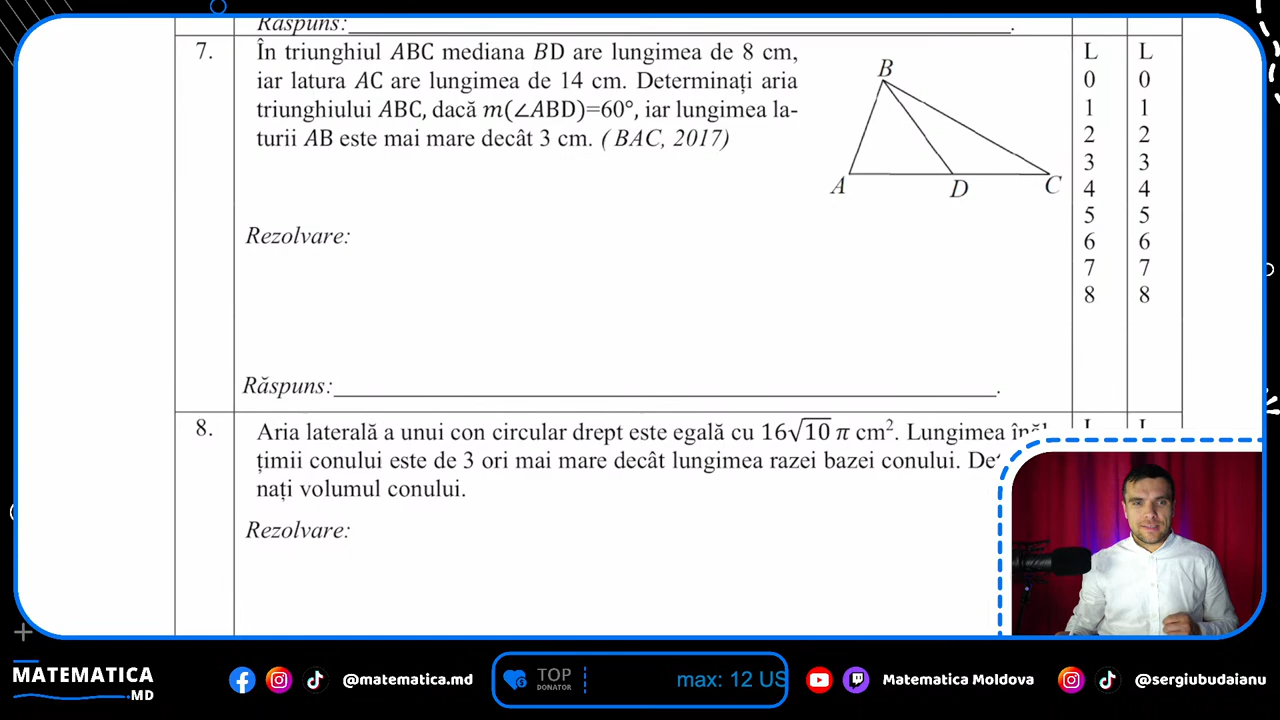 Răspuns:
7.
În triunghiul ABC mediana BD are lungimea de 8 cm,
iar latura AC are lungimea de 14 cm. Determinați aria
triunghiului ABC, dacă m(∠ABD)=60°, iar lungimea la-
turii AB este mai mare decât 3 cm. ( BAC, 2017)
B
A
D
C
Rezolvare:
Răspuns: .
L L
0 0
1 1
2 2
3 3
4 4
5 5
6 6
7 7
8 8
8.
Aria laterală a unui con circular drept este egală cu 16√10 π cm². Lungimea
țimii conului este de 3 ori mai mare decât lungimea razei bazei conului.
nați volumul conului.
Rezolvare:
MATEMATICA
.MD
@matematica.md
TOP
DONATOR
max: 12 US
Matematica Moldova
@sergiubudaianu